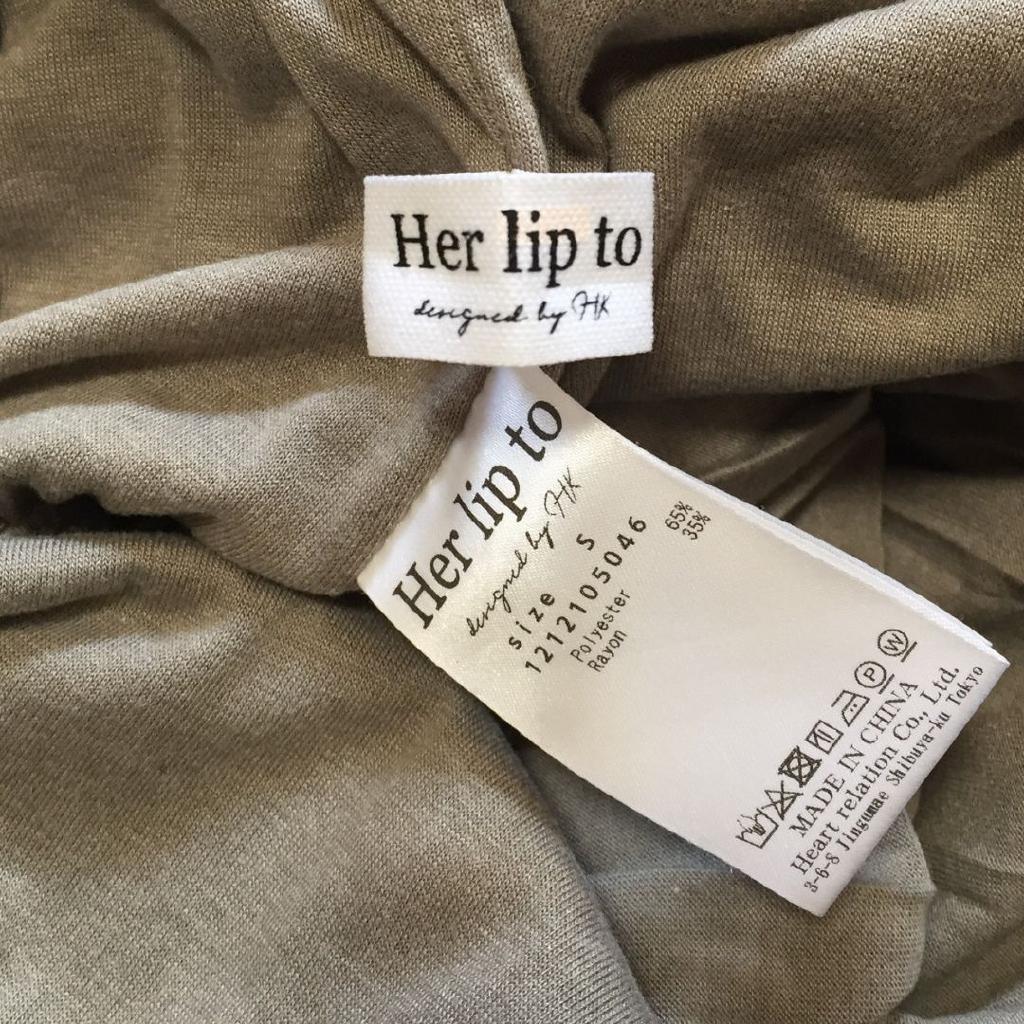 Her lip to
designed by HK
Her lip to
designed by HK
size S
1212105046
Polyester 65%
Rayon 35%
P W
MADE IN CHINA
Heart relation Co., Ltd.
3-6-8 Jingumae Shibuya-ku Tokyo